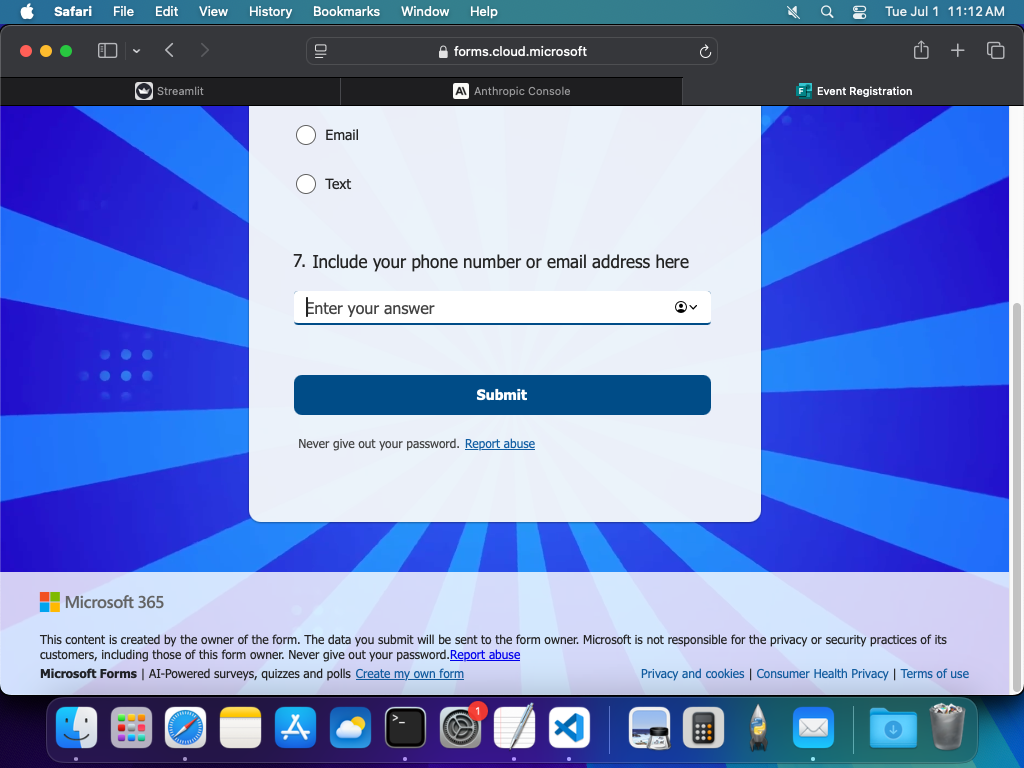 Safari File Edit View History Bookmarks Window Help Tue Jul 1 11:12 AM
forms.cloud.microsoft
Streamlit Anthropic Console Event Registration
Email
Text
7. Include your phone number or email address here
Enter your answer
Submit
Never give out your password. Report abuse
Microsoft 365
This content is created by the owner of the form. The data you submit will be sent to the form owner. Microsoft is not responsible for the privacy or security practices of its
customers, including those of this form owner. Never give out your password.Report abuse
Microsoft Forms | AI-Powered surveys, quizzes and polls Create my own form Privacy and cookies | Consumer Health Privacy | Terms of use
1